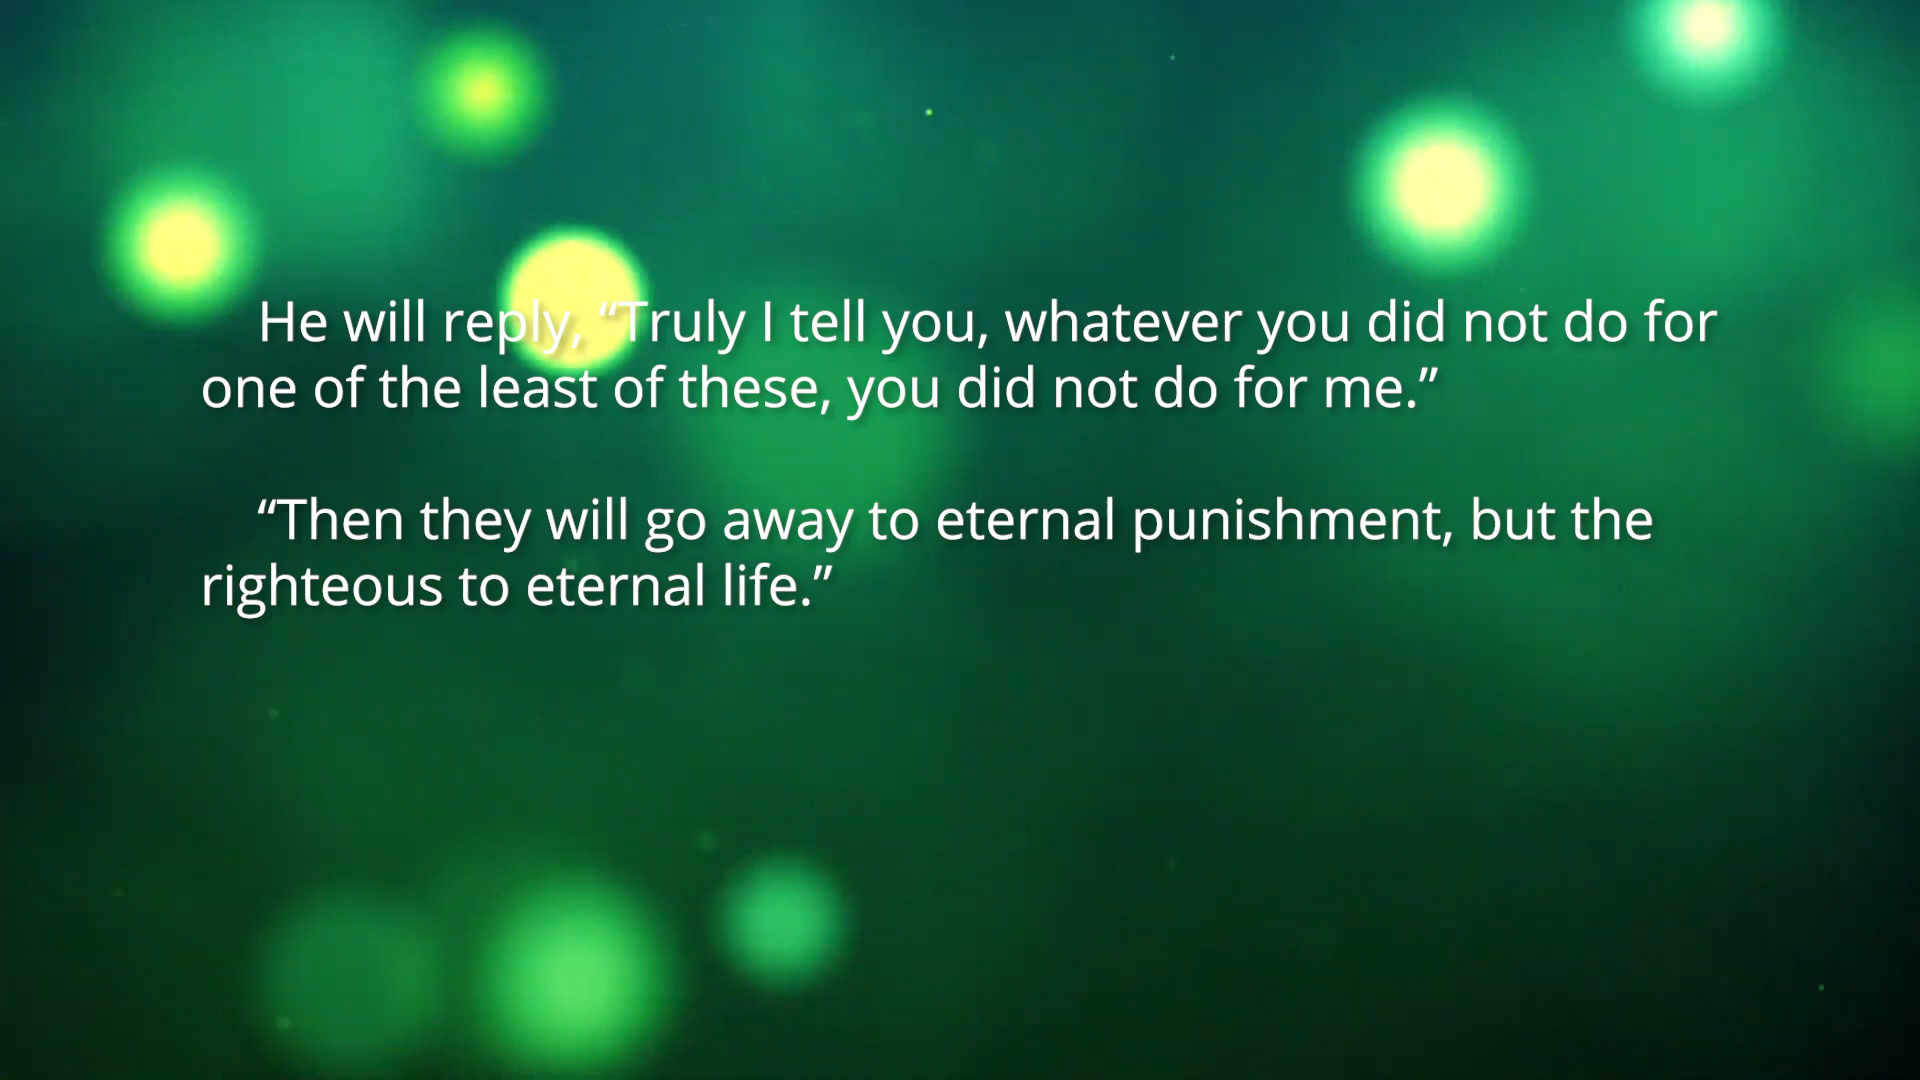 He will reply, “Truly I tell you, whatever you did not do for
one of the least of these, you did not do for me.”
“Then they will go away to eternal punishment, but the
righteous to eternal life.”